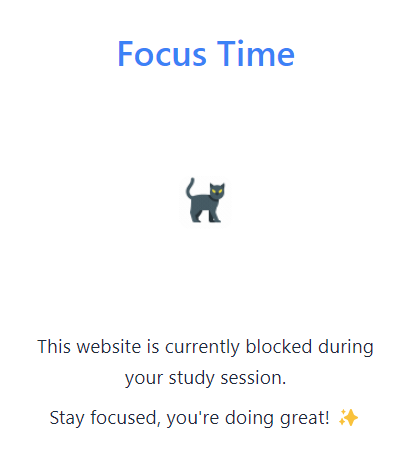 Focus Time
This website is currently blocked during
your study session.
Stay focused, you're doing great! ✨